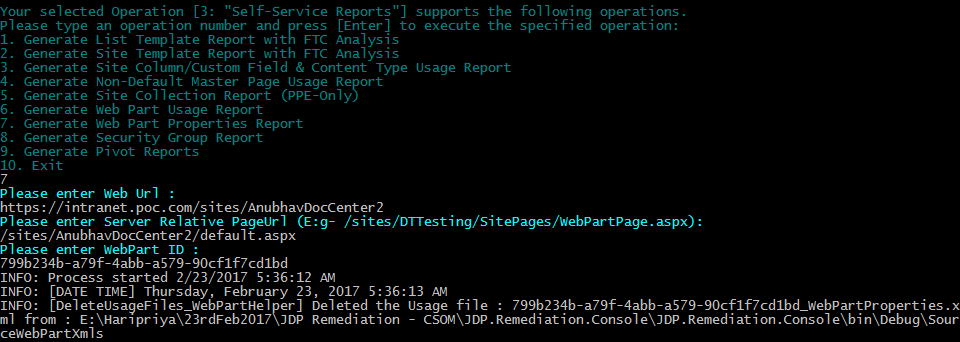 Your selected Operation [3: "Self-Service Reports"] supports the following operations.
Please type an operation number and press [Enter] to execute the specified operation:
1. Generate List Template Report with FTC Analysis
2. Generate Site Template Report with FTC Analysis
3. Generate Site Column/Custom Field & Content Type Usage Report
4. Generate Non-Default Master Page Usage Report
5. Generate Site Collection Report (PPE-Only)
6. Generate Web Part Usage Report
7. Generate Web Part Properties Report
8. Generate Security Group Report
9. Generate Pivot Reports
10. Exit
7
Please enter Web Url :
https://intranet.poc.com/sites/AnubhavDocCenter2
Please enter Server Relative PageUrl (E:g- /sites/DTTesting/SitePages/WebPartPage.aspx):
/sites/AnubhavDocCenter2/default.aspx
Please enter WebPart ID :
799b234b-a79f-4abb-a579-90cf1f7cd1bd
INFO: Process started 2/23/2017 5:36:12 AM
INFO: [DATE TIME] Thursday, February 23, 2017 5:36:13 AM
INFO: [DeleteUsageFiles_WebPartHelper] Deleted the Usage file : 799b234b-a79f-4abb-a579-90cf1f7cd1bd_WebPartProperties.x
ml from : E:\Haripriya\23rdFeb2017\JDP Remediation - CSOM\JDP.Remediation.Console\JDP.Remediation.Console\bin\Debug\Sour
ceWebPartXmls